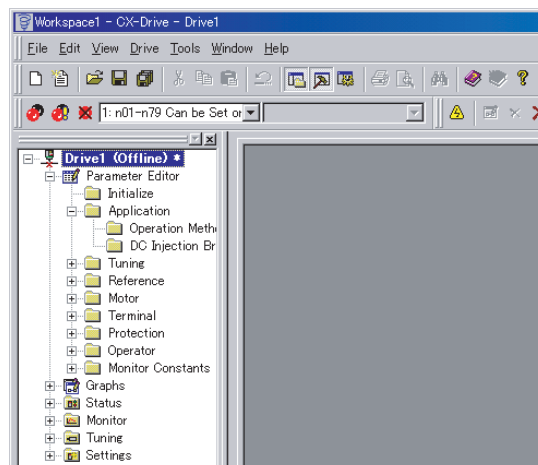 Workspace1 - CX-Drive - Drive1
File Edit View Drive Tools Window Help
1: n01-n79 Can be Set or
Drive1 (Offline) *
Parameter Editor
Initialize
Application
Operation Meth
DC Injection Br
Tuning
Reference
Motor
Terminal
Protection
Operator
Monitor Constants
Graphs
Status
Monitor
Tuning
Settings